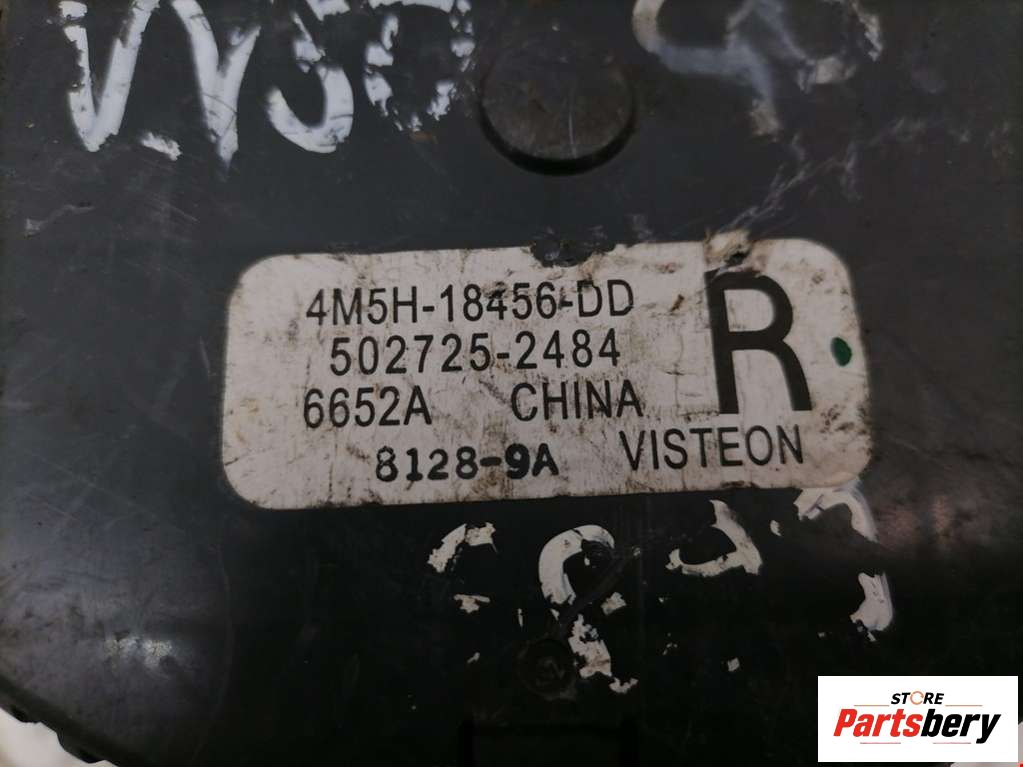 4M5H-18456-DD
502725-2484
R
6652A CHINA
8128-9A VISTEON
STORE
Partsbery